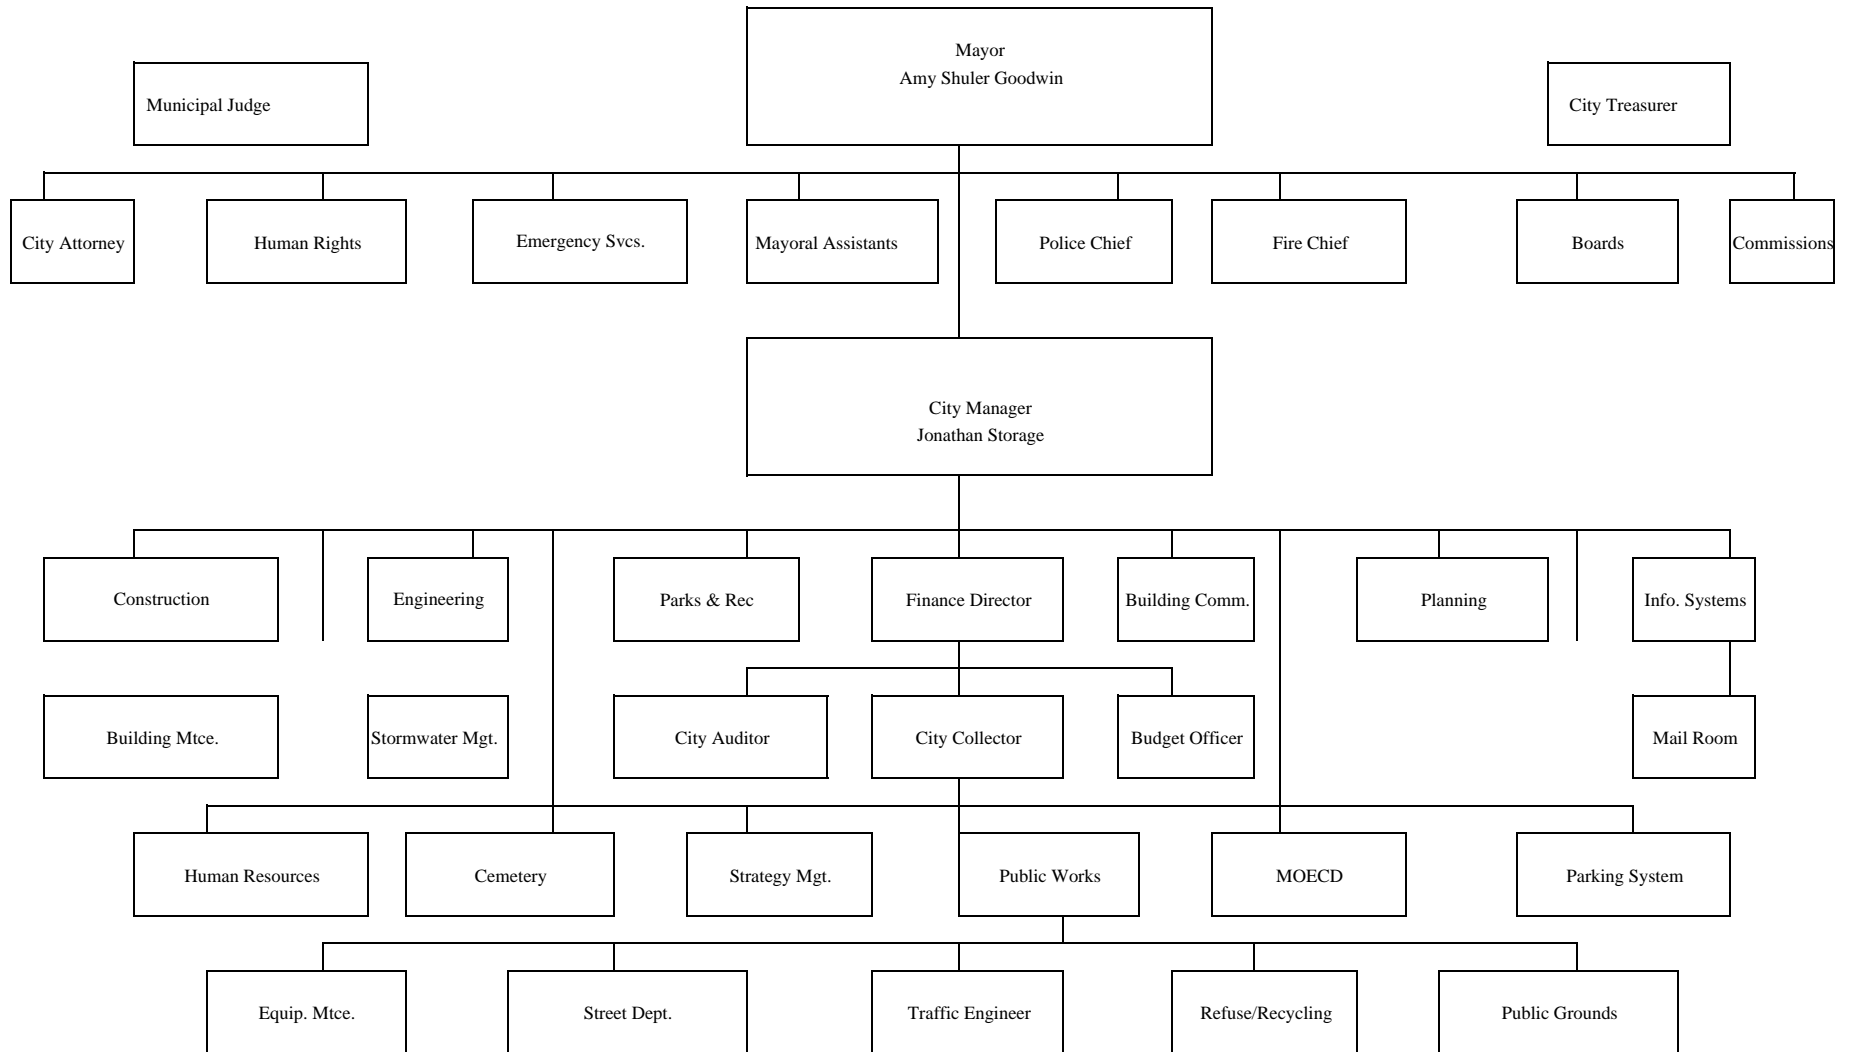 Mayor
Amy Shuler Goodwin
Municipal Judge
City Treasurer
City Attorney
Human Rights
Emergency Svcs.
Mayoral Assistants
Police Chief
Fire Chief
Boards
Commissions
City Manager
Jonathan Storage
Construction
Engineering
Parks & Rec
Finance Director
Building Comm.
Planning
Info. Systems
Building Mtce.
Stormwater Mgt.
City Auditor
City Collector
Budget Officer
Mail Room
Human Resources
Cemetery
Strategy Mgt.
Public Works
MOECD
Parking System
Equip. Mtce.
Street Dept.
Traffic Engineer
Refuse/Recycling
Public Grounds